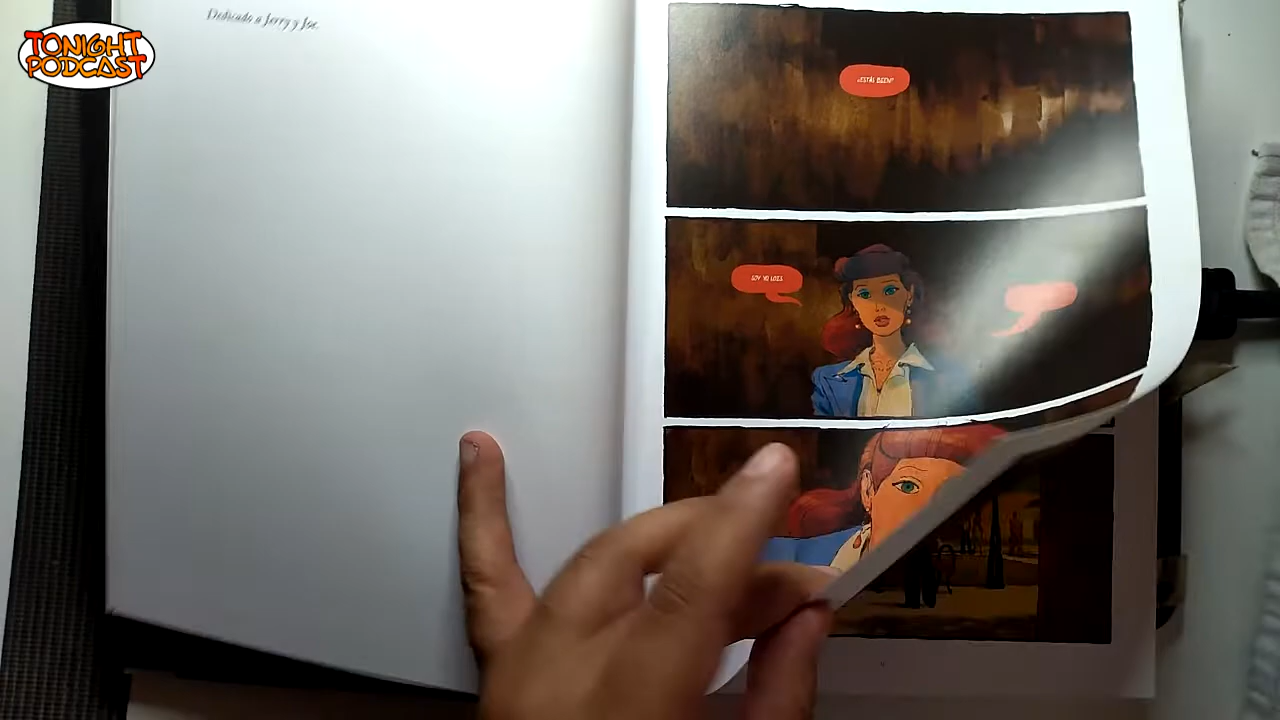 TONIGHT
PODCAST
Dedicado a Jerry y Joe.
¿ESTÁS BIEN?
SOY YO LOIS